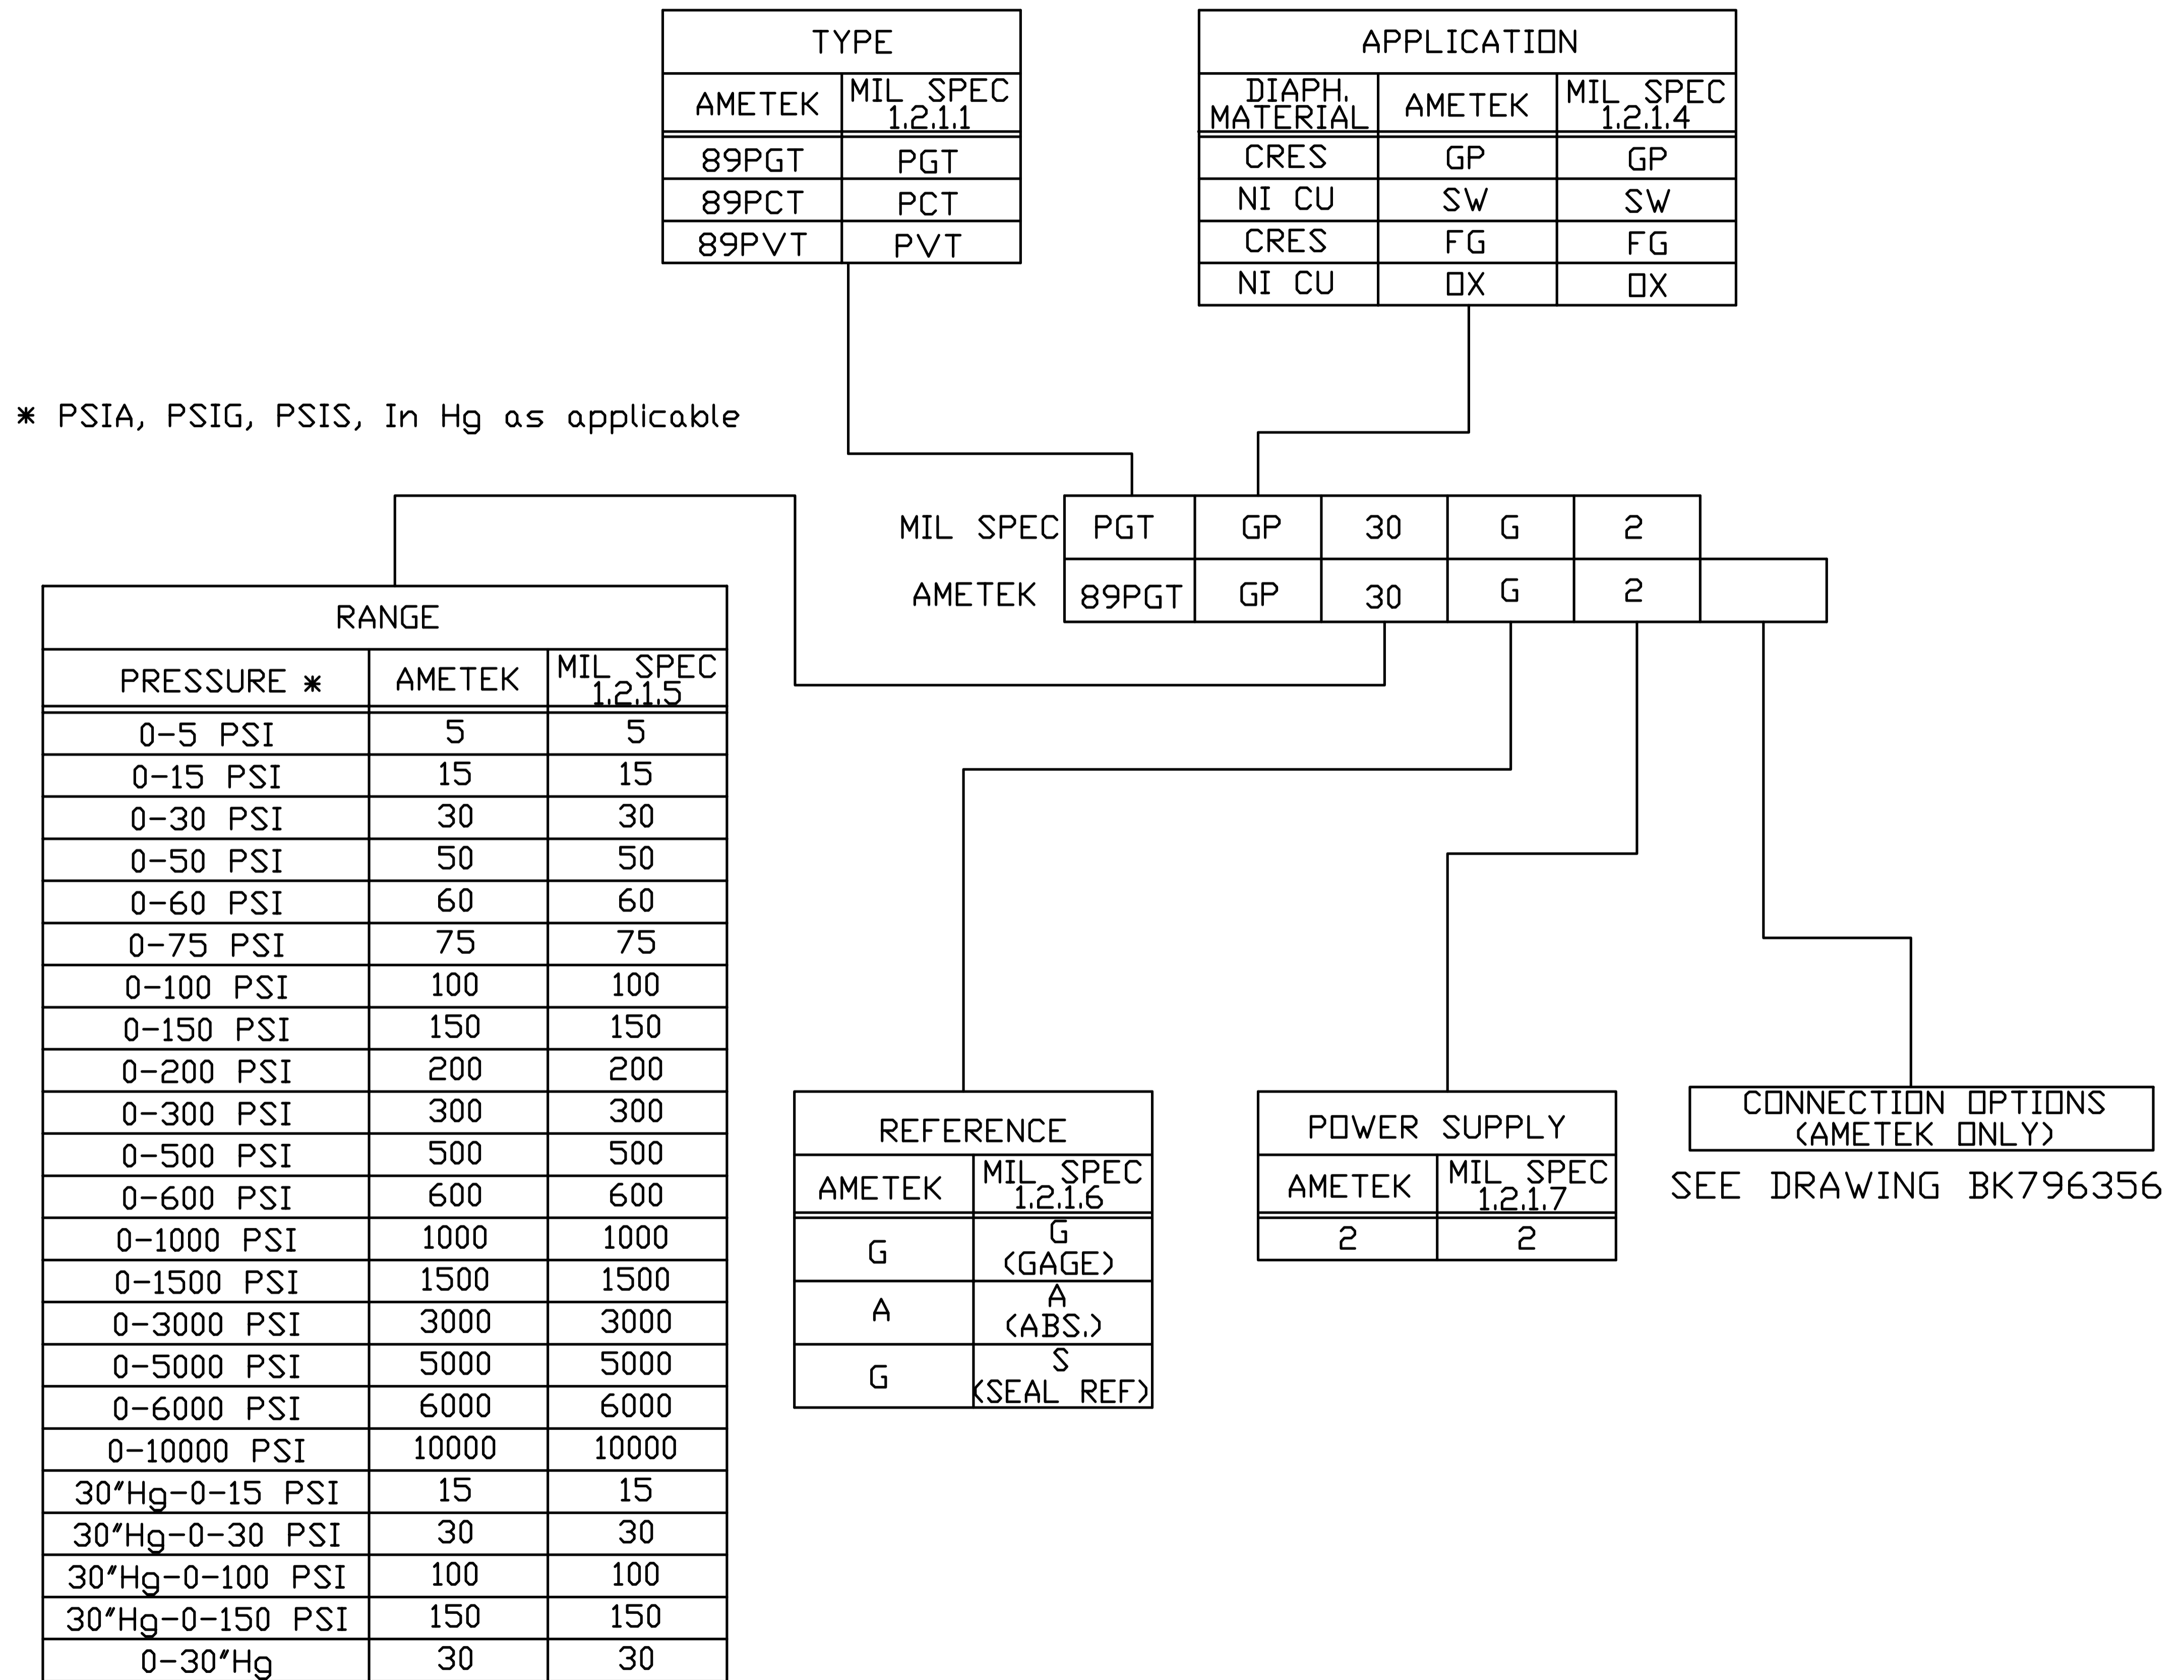 TYPE
AMETEK MIL SPEC 1.2.1.1
89PGT PGT
89PCT PCT
89PVT PVT
APPLICATION
DIAPH. MATERIAL AMETEK MIL SPEC 1.2.1.4
CRES GP GP
NI CU SW SW
CRES FG FG
NI CU OX OX
* PSIA, PSIG, PSIS, In Hg as applicable
MIL SPEC PGT GP 30 G 2
AMETEK 89PGT GP 30 G 2
RANGE
PRESSURE * AMETEK MIL SPEC 1.2.1.5
0-5 PSI 5 5
0-15 PSI 15 15
0-30 PSI 30 30
0-50 PSI 50 50
0-60 PSI 60 60
0-75 PSI 75 75
0-100 PSI 100 100
0-150 PSI 150 150
0-200 PSI 200 200
0-300 PSI 300 300
0-500 PSI 500 500
0-600 PSI 600 600
0-1000 PSI 1000 1000
0-1500 PSI 1500 1500
0-3000 PSI 3000 3000
0-5000 PSI 5000 5000
0-6000 PSI 6000 6000
0-10000 PSI 10000 10000
30"Hg-0-15 PSI 15 15
30"Hg-0-30 PSI 30 30
30"Hg-0-100 PSI 100 100
30"Hg-0-150 PSI 150 150
0-30"Hg 30 30
REFERENCE
AMETEK MIL SPEC 1.2.1.6
G G (GAGE)
A A (ABS.)
G S (SEAL REF)
POWER SUPPLY
AMETEK MIL SPEC 1.2.1.7
2 2
CONNECTION OPTIONS
(AMETEK ONLY)
SEE DRAWING BK796356